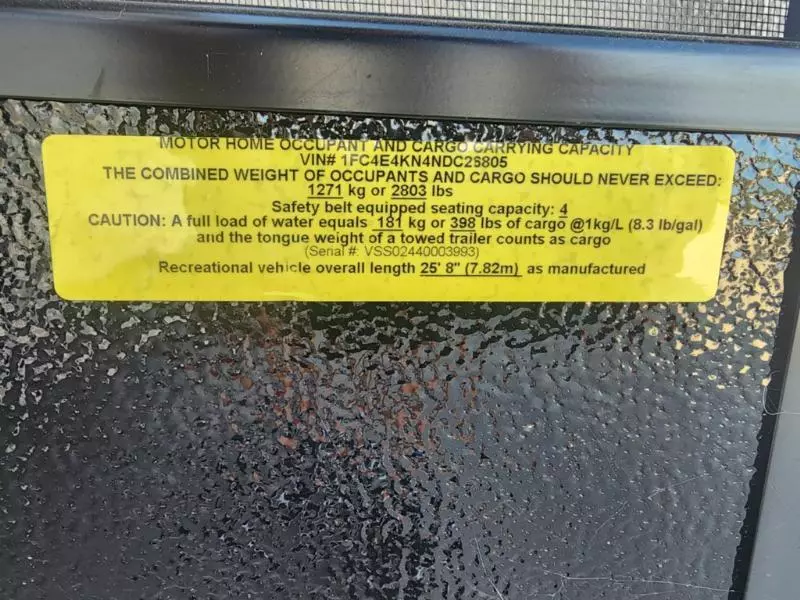 MOTOR HOME OCCUPANT AND CARGO CARRYING CAPACITY
VIN# 1FC4E4KN4NDC28805
THE COMBINED WEIGHT OF OCCUPANTS AND CARGO SHOULD NEVER EXCEED:
1271 kg or 2803 lbs
Safety belt equipped seating capacity: 4
CAUTION: A full load of water equals 181 kg or 398 lbs of cargo @1kg/L (8.3 lb/gal)
and the tongue weight of a towed trailer counts as cargo
(Serial #: VSS02440003993)
Recreational vehicle overall length 25' 8" (7.82m) as manufactured